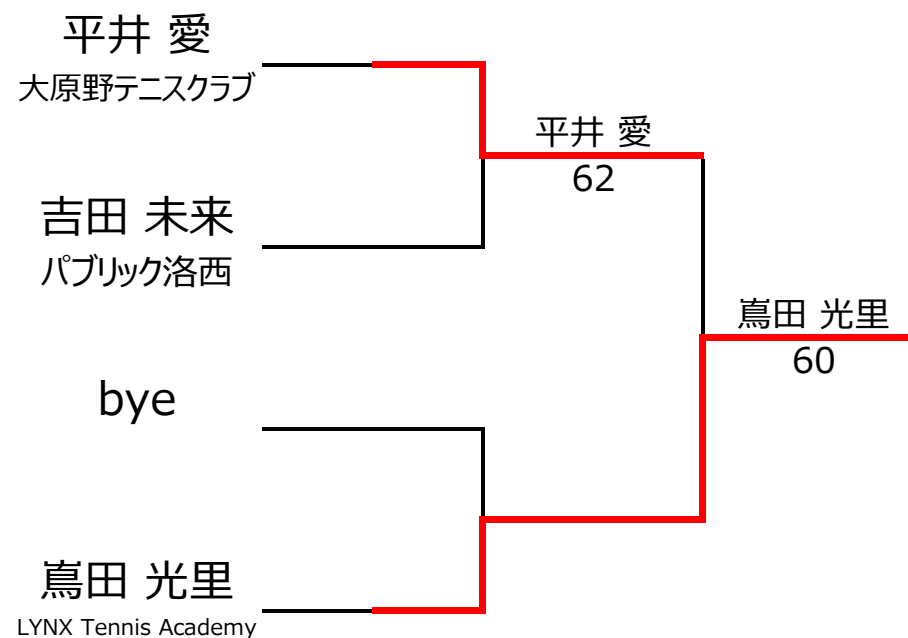 平井 愛
大原野テニスクラブ
平井 愛
62
吉田 未来
パブリック洛西
嶌田 光里
60
bye
嶌田 光里
LYNX Tennis Academy